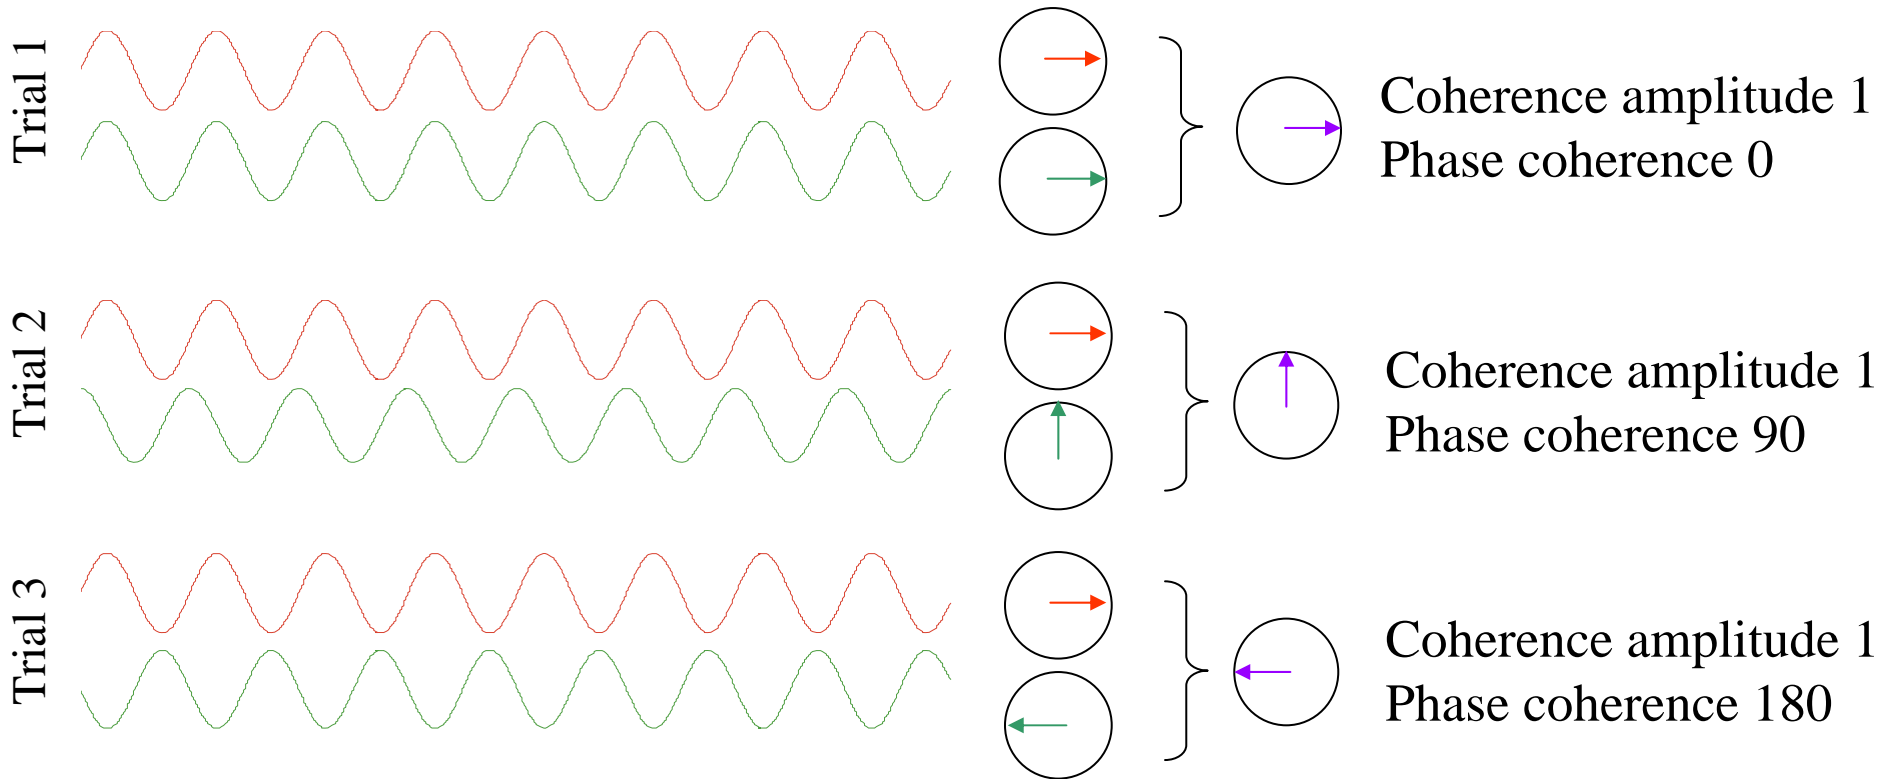 Trial 1
Coherence amplitude 1
Phase coherence 0
Trial 2
Coherence amplitude 1
Phase coherence 90
Trial 3
Coherence amplitude 1
Phase coherence 180